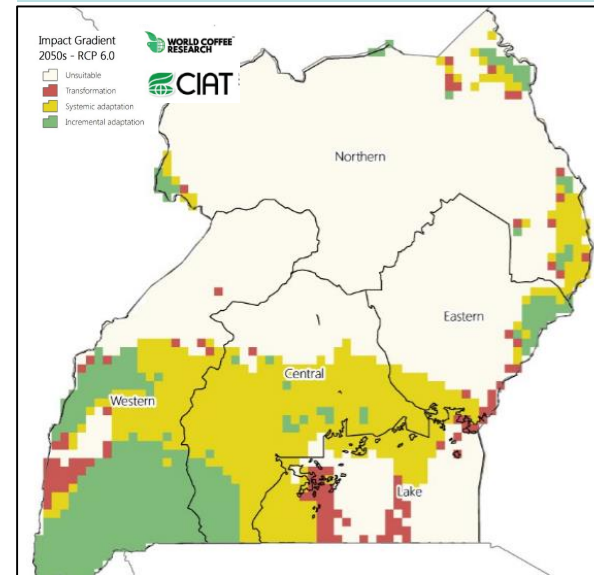 Impact Gradient
2050s - RCP 6.0
WORLD COFFEE
RESEARCH
CIAT
Unsuitable
Transformation
Systemic adaptation
Incremental adaptation
Northern
Eastern
Central
Western
Lake